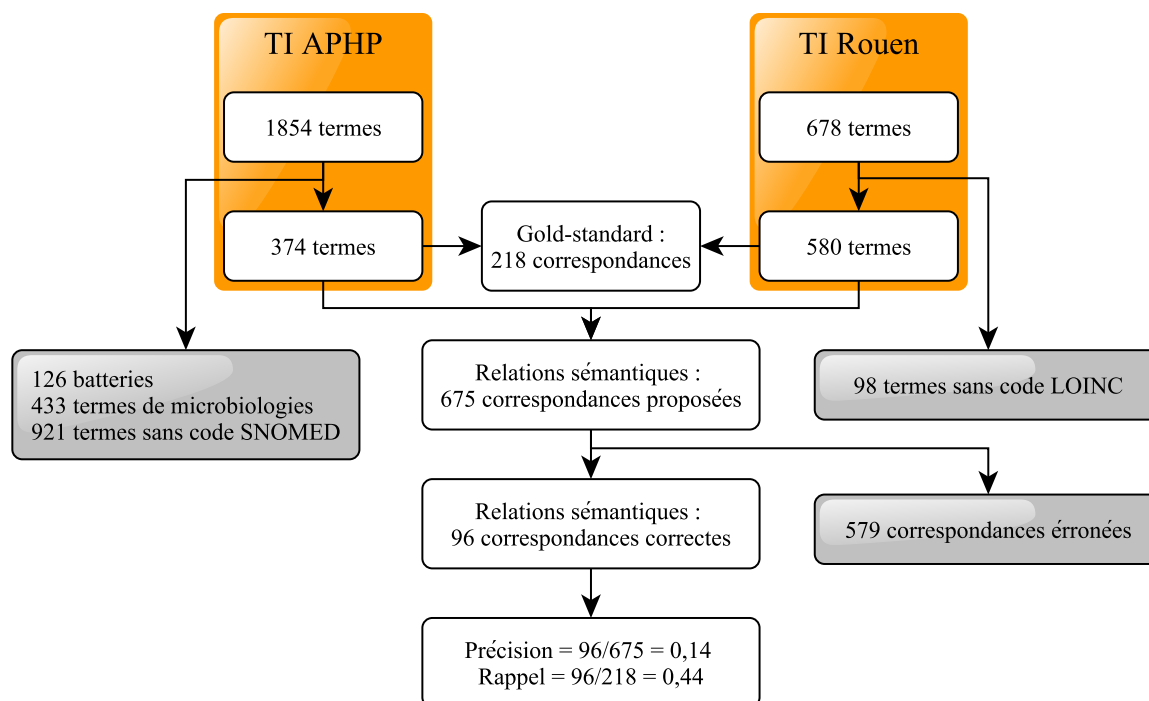 TI APHP
TI Rouen
1854 termes
678 termes
374 termes
Gold-standard :
218 correspondances
580 termes
126 batteries
433 termes de microbiologies
921 termes sans code SNOMED
Relations sémantiques :
675 correspondances proposées
98 termes sans code LOINC
Relations sémantiques :
96 correspondances correctes
579 correspondances érronées
Précision = 96/675 = 0,14
Rappel = 96/218 = 0,44